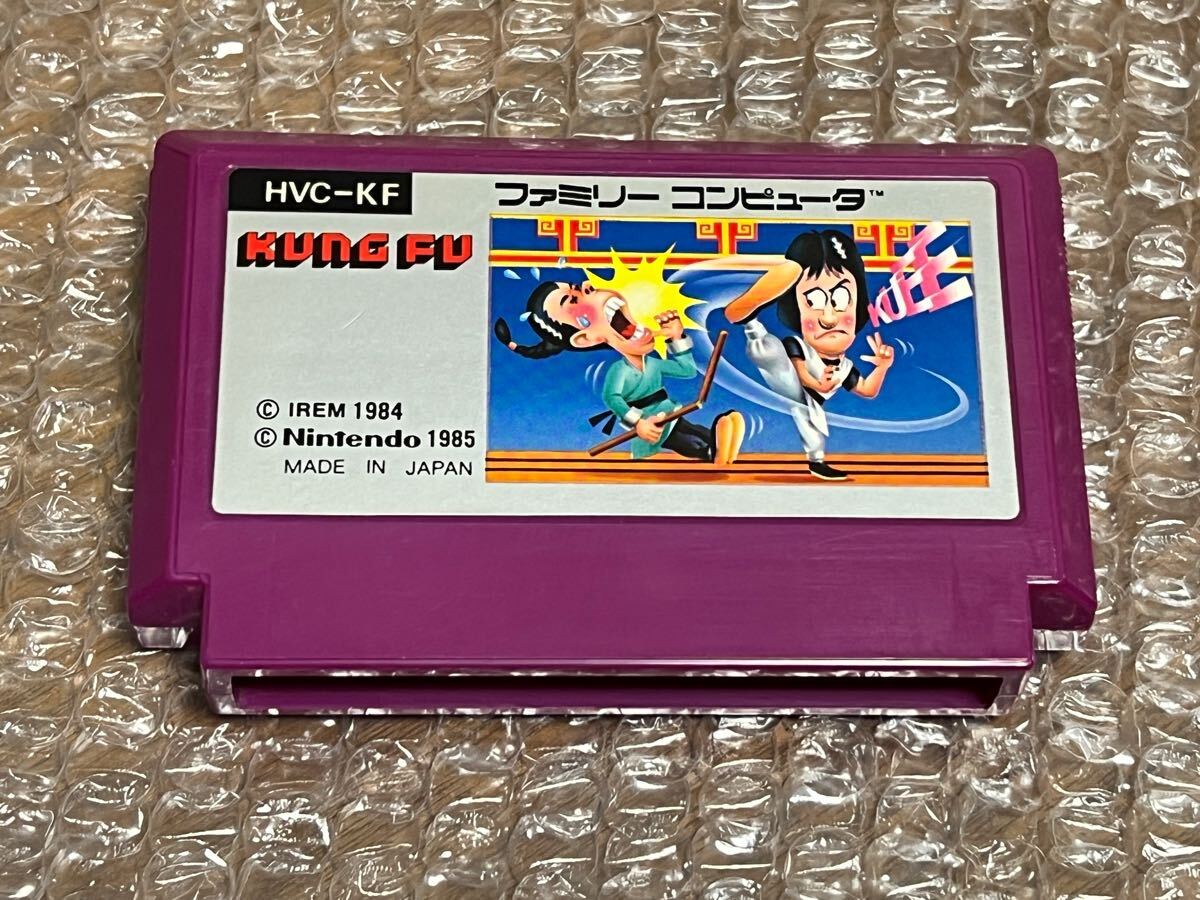 HVC-KF
ファミリー コンピュータ™
KUNG FU
KUEEE
© IREM 1984
© Nintendo 1985
MADE IN JAPAN